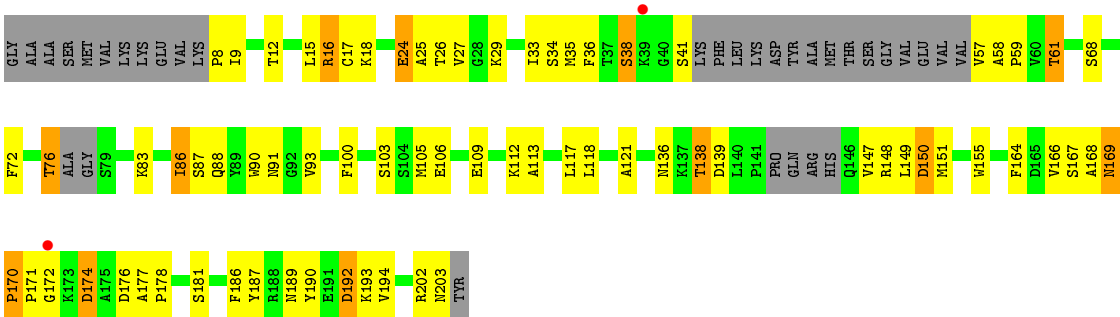 GLY ALA ALA SER MET VAL LYS LYS GLU VAL VAL LYS P8 I9 T12 L15 R16 C17 K18 E24 A25 T26 V27 G28 K29 I33 S34 M35 F36 T37 S38 K39 G40 S41 LYS PHE LEU LYS ASP TYR ALA MET THR SER GLY VAL GLU VAL VAL V57 A58 P59 V60 T61 S68
F72 T76 ALA GLY S79 K83 I86 S87 Q88 Y89 W90 N91 G92 V93 F100 S103 S104 M105 E106 E109 K112 A113 L117 L118 A121 N136 K137 T138 D139 L140 P141 PRO GLN ARG HIS Q146 V147 R148 L149 D150 M151 W155 F164 D165 V166 S167 A168 N169
P170 P171 G172 K173 D174 A175 D176 A177 P178 S181 F186 Y187 R188 N189 Y190 E191 D192 K193 V194 R202 N203 TYR